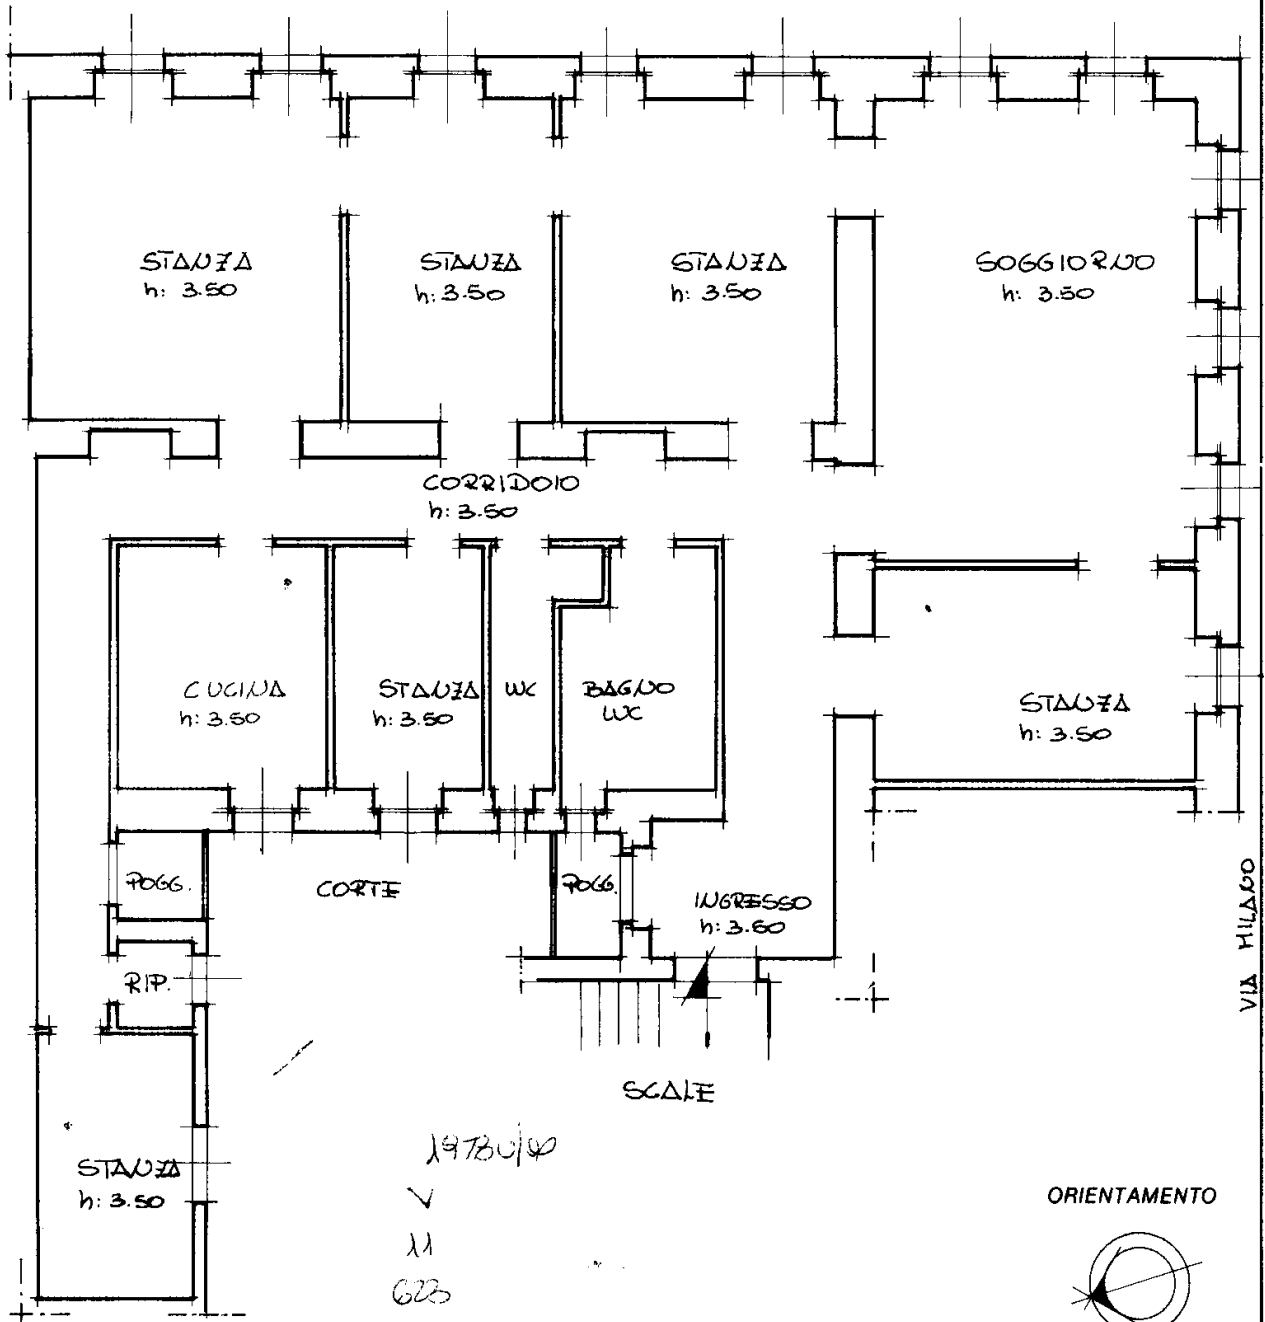 STANZA
h: 3.50
STANZA
h: 3.50
STANZA
h: 3.50
SOGGIORNO
h: 3.50
CORRIDOIO
h: 3.50
CUCINA
h: 3.50
STANZA
h: 3.50
WC
BAGNO
WC
STANZA
h: 3.50
POGG.
CORTE
POGG.
INGRESSO
h: 3.50
VIA MILANO
RIP.
SCALE
STANZA
h: 3.50
V
11
623
ORIENTAMENTO